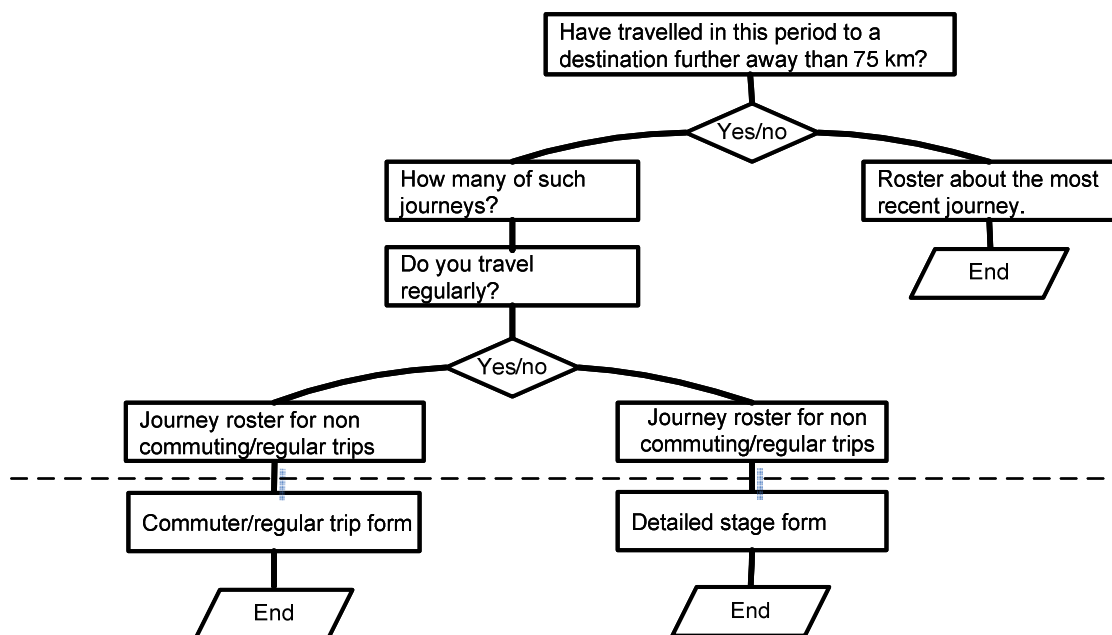 Have travelled in this period to a
destination further away than 75 km?
Yes/no
How many of such
journeys?
Roster about the most
recent journey.
Do you travel
regularly?
End
Yes/no
Journey roster for non
commuting/regular trips
Journey roster for non
commuting/regular trips
Commuter/regular trip form
Detailed stage form
End
End